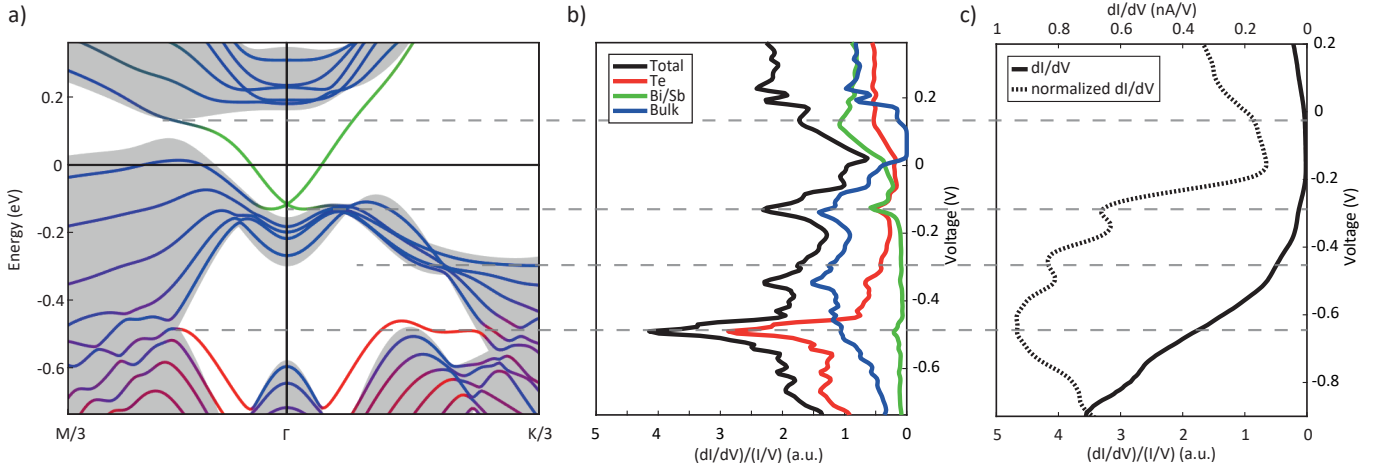 a)
Energy (eV)
0.2
0
-0.2
-0.4
-0.6
M/3
Γ
K/3
b)
Total
Te
Bi/Sb
Bulk
0.2
0
-0.2
-0.4
-0.6
Voltage (V)
5
4
3
2
1
0
(dI/dV)/(I/V) (a.u.)
c)
dI/dV (nA/V)
1
0.8
0.6
0.4
0.2
0
dI/dV
normalized dI/dV
0.2
0
-0.2
-0.4
-0.6
-0.8
Voltage (V)
5
4
3
2
1
0
(dI/dV)/(I/V) (a.u.)